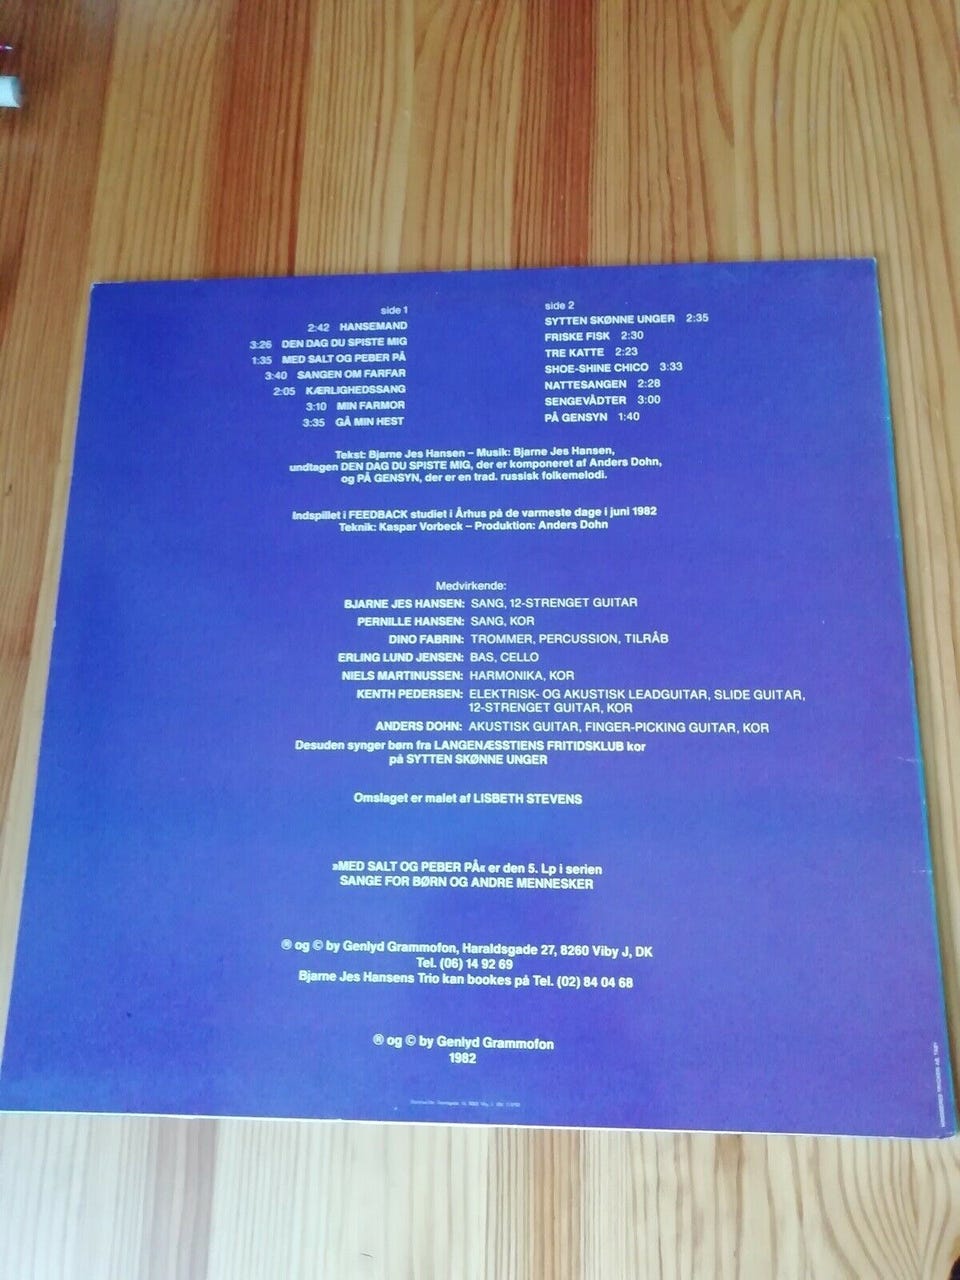 side 1
2:42 HANSEMAND
3:26 DEN DAG DU SPISTE MIG
1:35 MED SALT OG PEBER PÅ
3:40 SANGEN OM FARFAR
2:05 KÆRLIGHEDSSANG
3:10 MIN FARMOR
3:35 GÅ MIN HEST
side 2
SYTTEN SKØNNE UNGER 2:35
FRISKE FISK 2:30
TRE KATTE 2:23
SHOE-SHINE CHICO 3:33
NATTESANGEN 2:28
SENGEVÅDTER 3:00
PÅ GENSYN 1:40
Tekst: Bjarne Jes Hansen – Musik: Bjarne Jes Hansen,
undtagen DEN DAG DU SPISTE MIG, der er komponeret af Anders Dohn,
og PÅ GENSYN, der er en trad. russisk folkemelodi.
Indspillet i FEEDBACK studiet i Århus på de varmeste dage i juni 1982
Teknik: Kaspar Vorbeck – Produktion: Anders Dohn
Medvirkende:
BJARNE JES HANSEN: SANG, 12-STRENGET GUITAR
PERNILLE HANSEN: SANG, KOR
DINO FABRIN: TROMMER, PERCUSSION, TILRÅB
ERLING LUND JENSEN: BAS, CELLO
NIELS MARTINUSSEN: HARMONIKA, KOR
KENTH PEDERSEN: ELEKTRISK- OG AKUSTISK LEADGUITAR, SLIDE GUITAR,
12-STRENGET GUITAR, KOR
ANDERS DOHN: AKUSTISK GUITAR, FINGER-PICKING GUITAR, KOR
Desuden synger børn fra LANGENÆSSTIENS FRITIDSKLUB kor
på SYTTEN SKØNNE UNGER
Omslaget er malet af LISBETH STEVENS
»MED SALT OG PEBER PÅ« er den 5. Lp i serien
SANGE FOR BØRN OG ANDRE MENNESKER
® og © by Genlyd Grammofon, Haraldsgade 27, 8260 Viby J, DK
Tel. (06) 14 92 69
Bjarne Jes Hansens Trio kan bookes på Tel. (02) 84 04 68
® og © by Genlyd Grammofon
1982